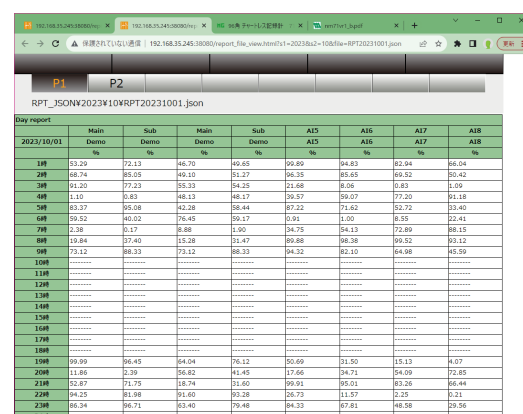 192.168.35.245:38080/rep
192.168.35.245:38080/rep
96角 チャートレス記録計
nm71vr1_b.pdf
保護されていない通信 | 192.168.35.245:38080/report_file_view.html?s1=2023&s2=10&file=RPT20231001.json
更新
P1 P2
RPT_JSON¥2023¥10¥RPT20231001.json
Day report
Main Sub Main Sub AI5 AI6 AI7 AI8
2023/10/01 Demo Demo Demo Demo AI5 AI6 AI7 AI8
% % % % % % % %
1時 53.29 72.13 46.70 49.65 99.89 94.83 82.94 66.04
2時 68.74 85.05 49.10 51.27 96.35 85.65 69.52 50.42
3時 91.20 77.23 55.33 54.25 21.68 8.06 0.83 1.09
4時 1.10 0.83 48.13 48.17 39.57 59.07 77.20 91.18
5時 83.37 95.08 42.28 58.44 87.22 71.62 52.72 33.40
6時 59.52 40.02 76.45 59.17 0.91 1.00 8.55 22.41
7時 2.38 0.17 8.88 1.90 34.75 54.13 72.89 88.15
8時 19.84 37.40 15.28 31.47 89.88 98.38 99.52 93.12
9時 73.12 88.33 73.12 88.33 94.32 82.10 64.98 45.59
10時 -------- -------- -------- -------- -------- -------- -------- --------
11時 -------- -------- -------- -------- -------- -------- -------- --------
12時 -------- -------- -------- -------- -------- -------- -------- --------
13時 -------- -------- -------- -------- -------- -------- -------- --------
14時 -------- -------- -------- -------- -------- -------- -------- --------
15時 -------- -------- -------- -------- -------- -------- -------- --------
16時 -------- -------- -------- -------- -------- -------- -------- --------
17時 -------- -------- -------- -------- -------- -------- -------- --------
18時 -------- -------- -------- -------- -------- -------- -------- --------
19時 99.99 96.45 64.04 76.12 50.69 31.50 15.13 4.07
20時 11.86 2.39 56.82 41.45 17.66 34.71 54.09 72.85
21時 52.87 71.75 18.74 31.60 99.91 95.01 83.26 66.44
22時 94.25 81.98 91.60 93.28 26.73 11.57 2.25 0.21
23時 86.34 96.71 63.40 79.48 84.33 67.81 48.58 29.56